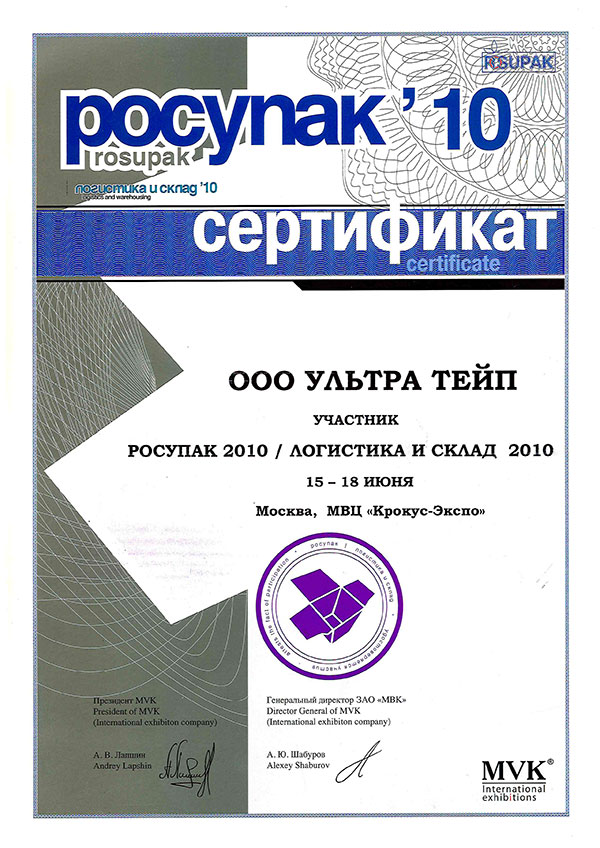 ROSUPAK
росупак '10
rosupak
логистика и склад '10
logistics and warehousing
сертификат
certificate
ООО УЛЬТРА ТЕЙП
УЧАСТНИК
РОСУПАК 2010 / ЛОГИСТИКА И СКЛАД 2010
15 – 18 ИЮНЯ
Москва, МВЦ «Крокус-Экспо»
росупак | логистика и склад • удостоверяется участие • attests the fact of participation •
Президент MVK
President of MVK
(International exhibiton company)
Генеральный директор ЗАО «МВК»
Director General of MVK
(International exhibiton company)
А. В. Лапшин
Andrey Lapshin
А. Ю. Шабуров
Alexey Shaburov
MVK®
International
exhibitions